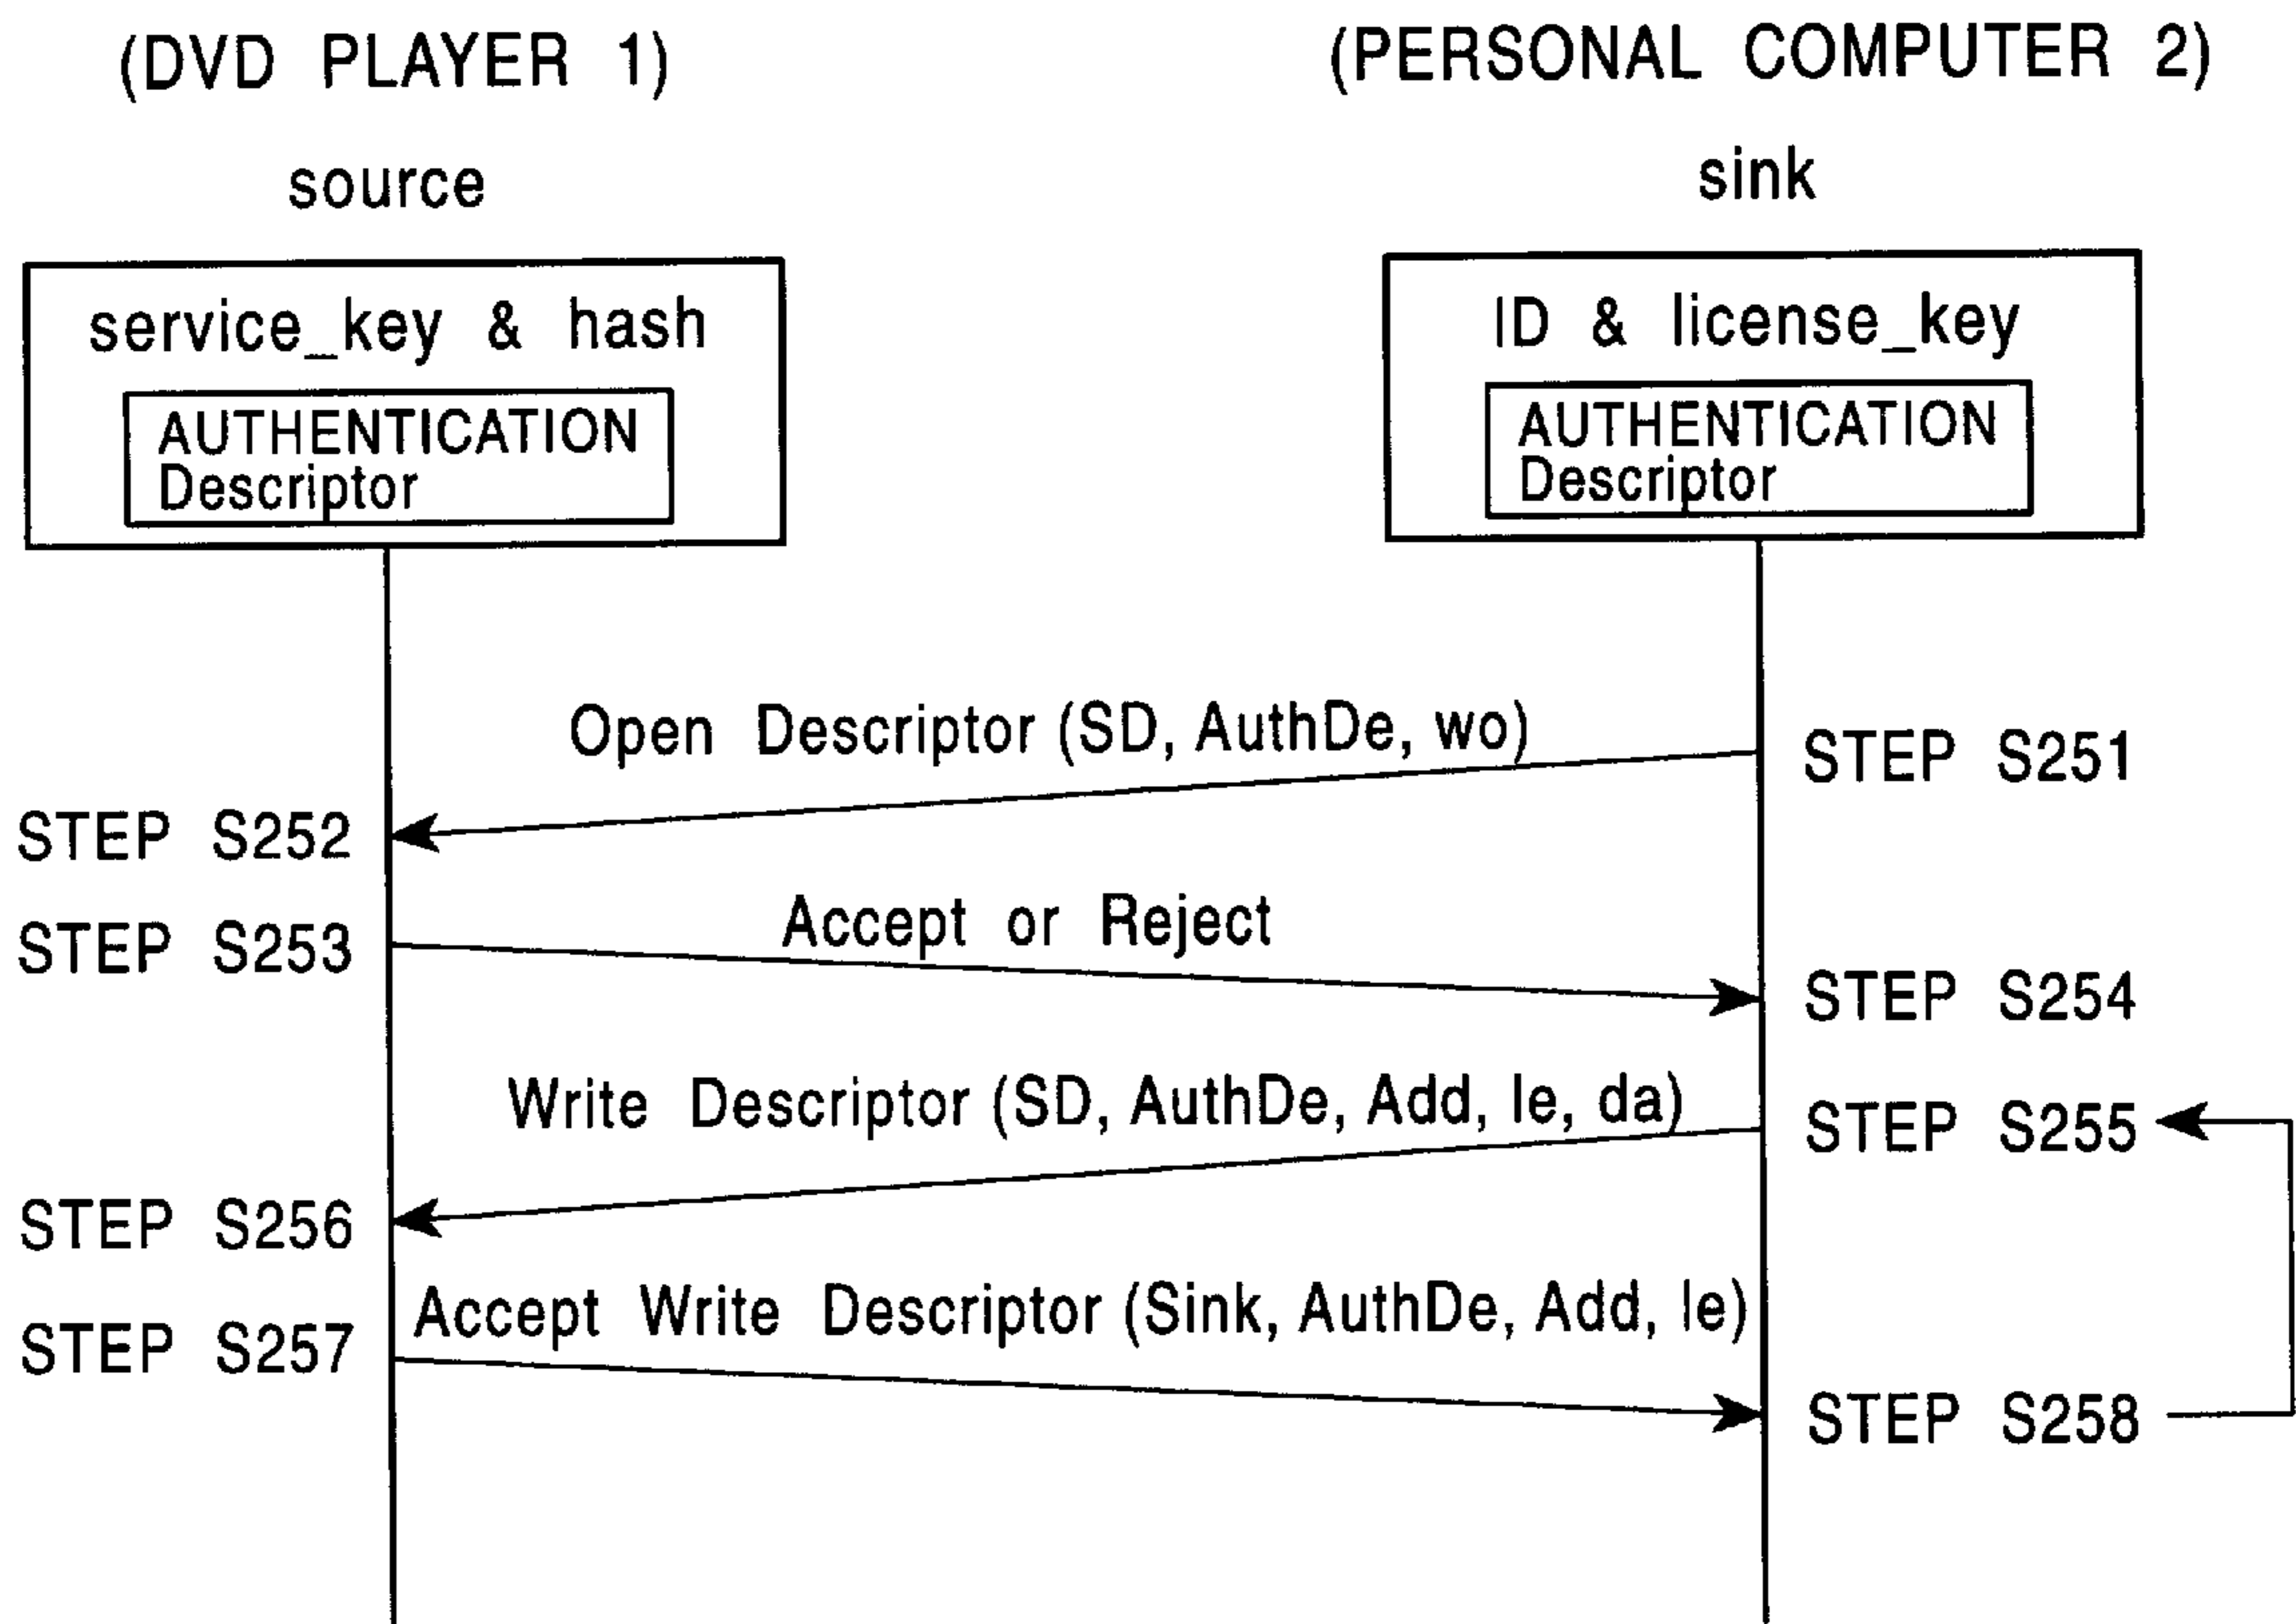 (DVD PLAYER 1)
(PERSONAL COMPUTER 2)
source
sink
service_key & hash
AUTHENTICATION
Descriptor
ID & license_key
AUTHENTICATION
Descriptor
Open Descriptor (SD, AuthDe, wo)
STEP S251
STEP S252
Accept or Reject
STEP S253
STEP S254
Write Descriptor (SD, AuthDe, Add, le, da)
STEP S255
STEP S256
Accept Write Descriptor (Sink, AuthDe, Add, le)
STEP S257
STEP S258